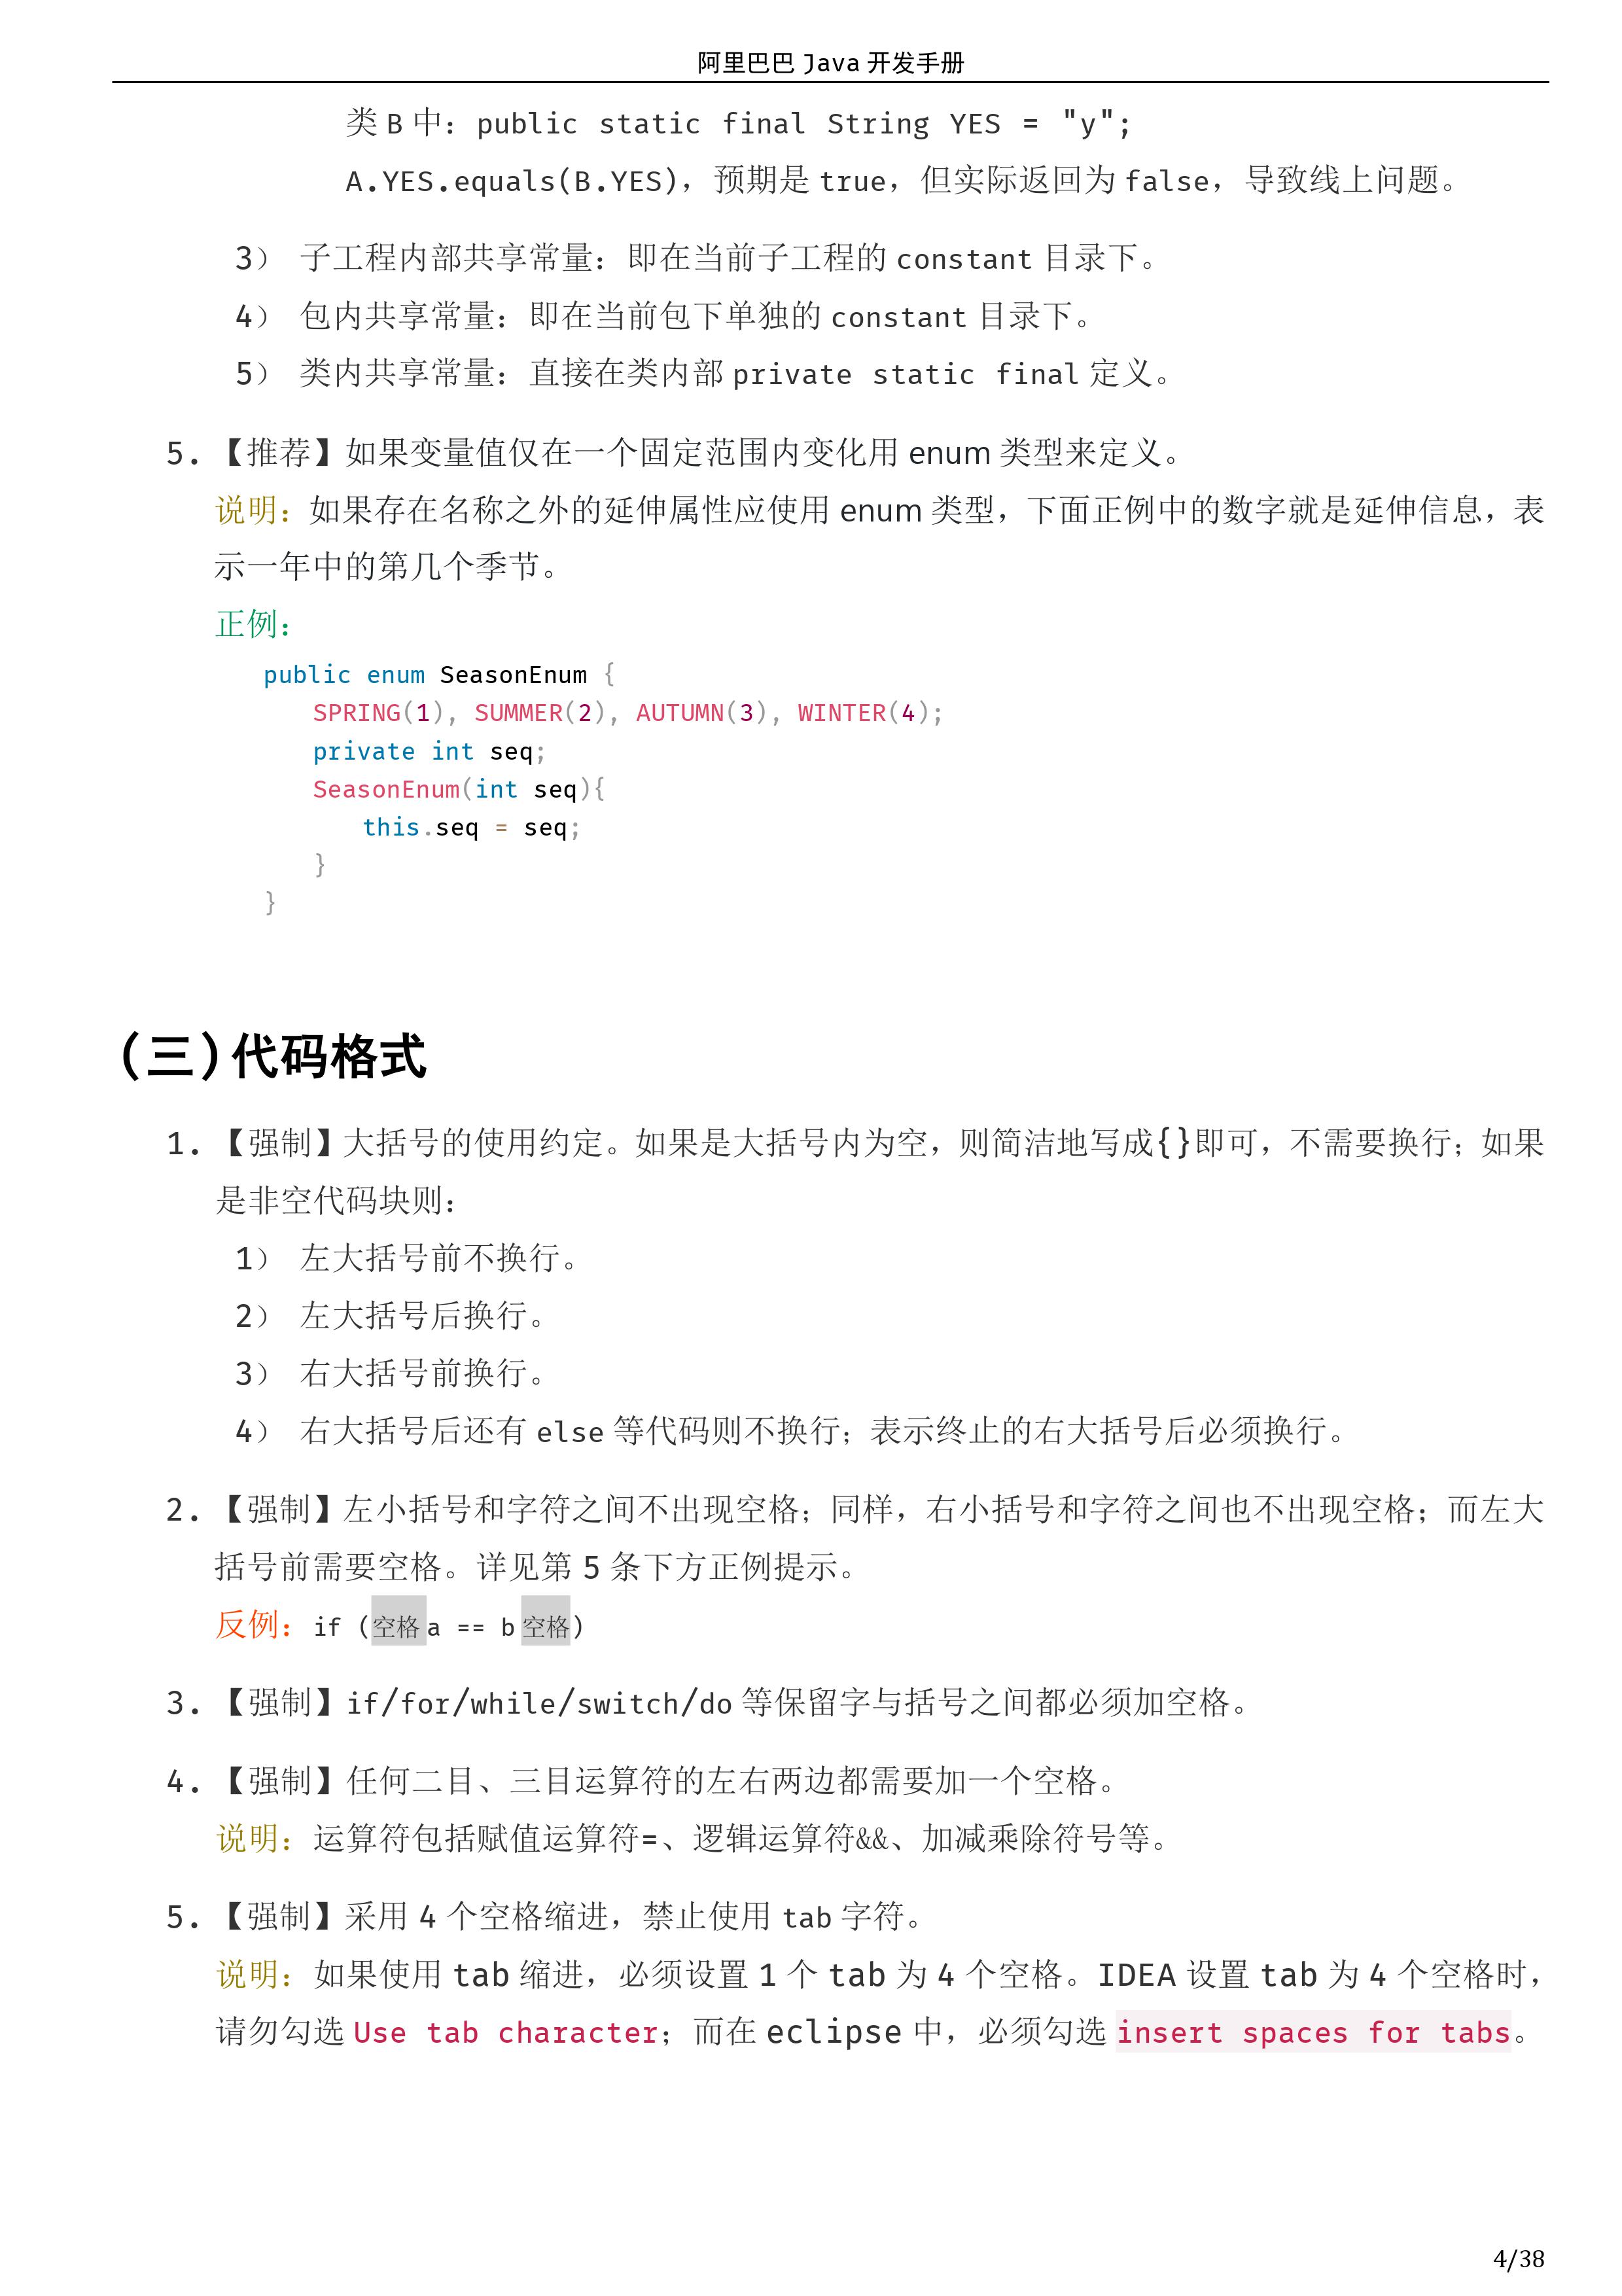 阿里巴巴 Java 开发手册
类 B 中：public static final String YES = "y";
A.YES.equals(B.YES)，预期是 true，但实际返回为 false，导致线上问题。
3） 子工程内部共享常量：即在当前子工程的 constant 目录下。
4） 包内共享常量：即在当前包下单独的 constant 目录下。
5） 类内共享常量：直接在类内部 private static final 定义。
5. 【推荐】如果变量值仅在一个固定范围内变化用 enum 类型来定义。
说明：如果存在名称之外的延伸属性应使用 enum 类型，下面正例中的数字就是延伸信息，表
示一年中的第几个季节。
正例：
public enum SeasonEnum {
SPRING(1), SUMMER(2), AUTUMN(3), WINTER(4);
private int seq;
SeasonEnum(int seq){
this.seq = seq;
}
}
(三)代码格式
1. 【强制】大括号的使用约定。如果是大括号内为空，则简洁地写成{}即可，不需要换行；如果
是非空代码块则：
1） 左大括号前不换行。
2） 左大括号后换行。
3） 右大括号前换行。
4） 右大括号后还有 else 等代码则不换行；表示终止的右大括号后必须换行。
2. 【强制】左小括号和字符之间不出现空格；同样，右小括号和字符之间也不出现空格；而左大
括号前需要空格。详见第 5 条下方正例提示。
反例：if (空格 a == b 空格)
3. 【强制】if/for/while/switch/do 等保留字与括号之间都必须加空格。
4. 【强制】任何二目、三目运算符的左右两边都需要加一个空格。
说明：运算符包括赋值运算符=、逻辑运算符&&、加减乘除符号等。
5. 【强制】采用 4 个空格缩进，禁止使用 tab 字符。
说明：如果使用 tab 缩进，必须设置 1 个 tab 为 4 个空格。IDEA 设置 tab 为 4 个空格时，
请勿勾选 Use tab character；而在 eclipse 中，必须勾选 insert spaces for tabs。
4/38